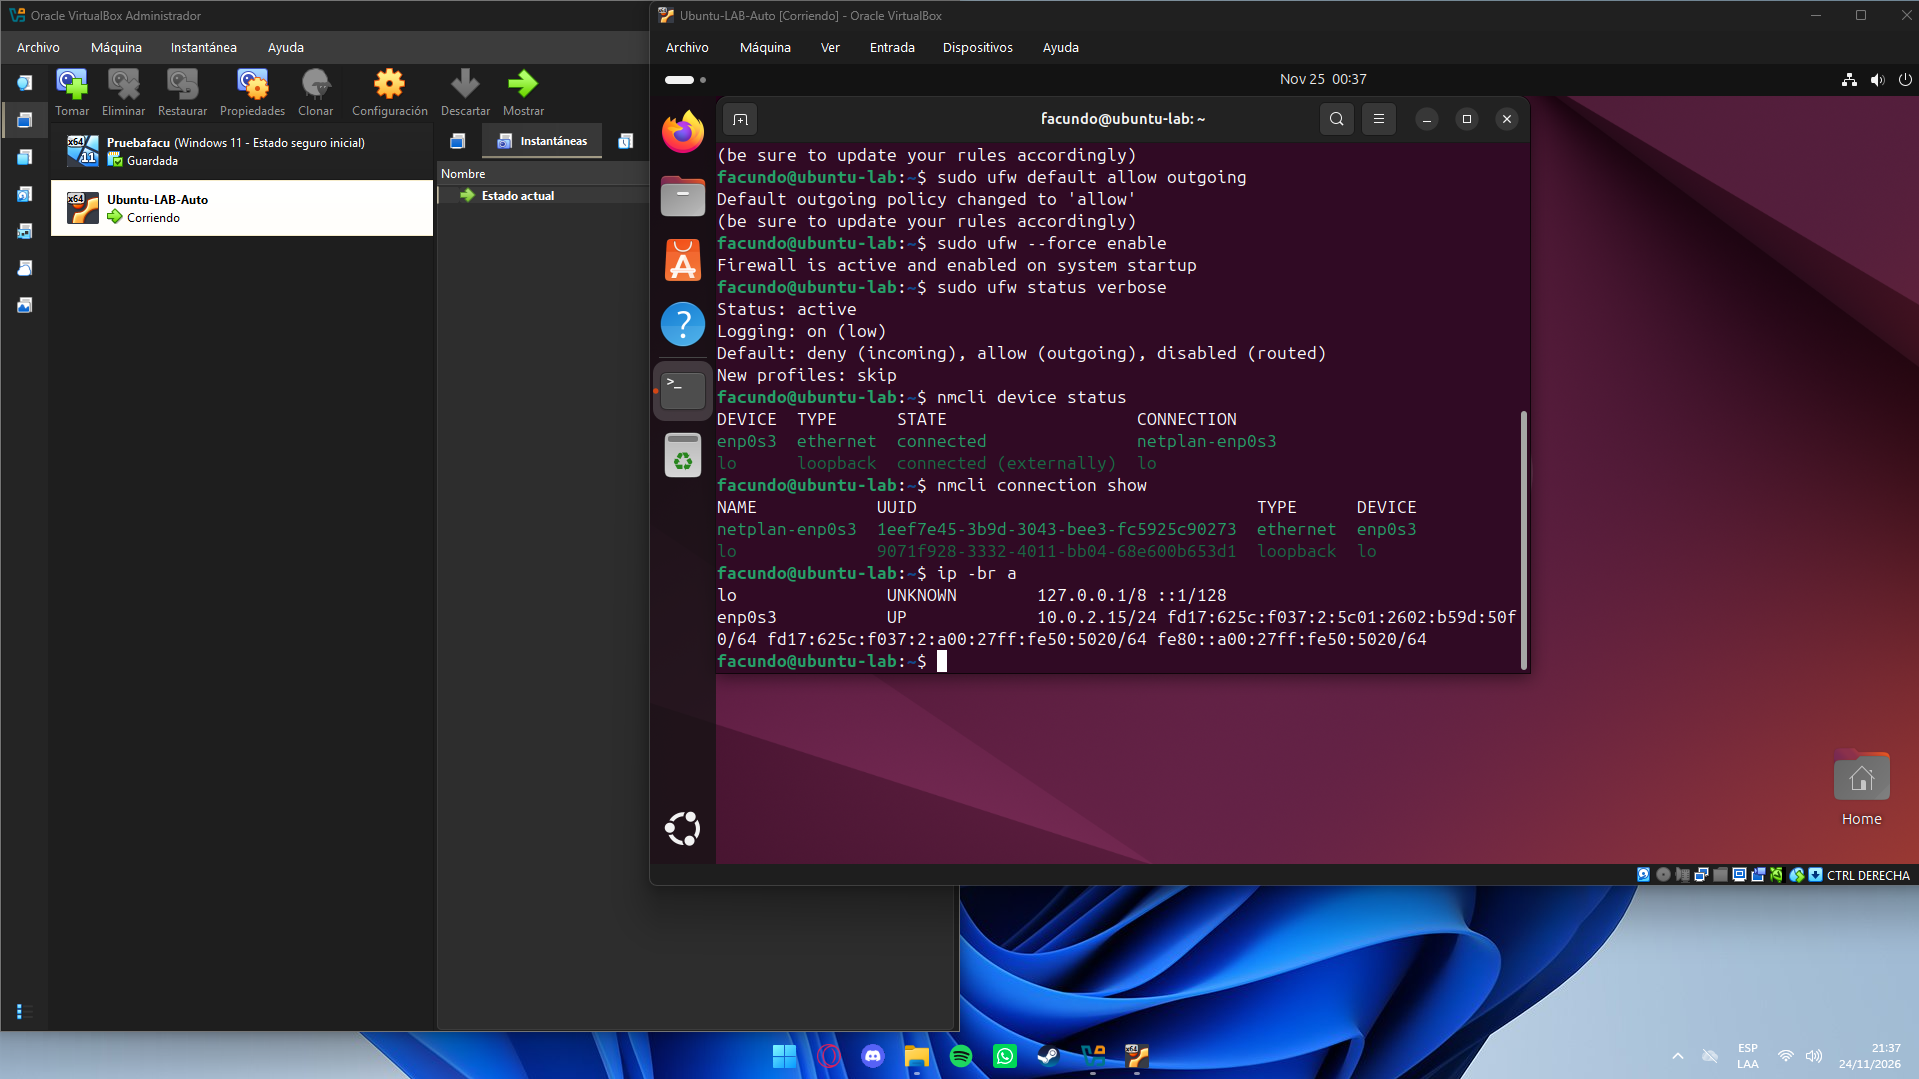 Oracle VirtualBox Administrador
Archivo Máquina Instantánea Ayuda
Tomar Eliminar Restaurar Propiedades Clonar Configuración Descartar Mostrar
Pruebafacu (Windows 11 - Estado seguro inicial)
Guardada
Ubuntu-LAB-Auto
Corriendo
Instantáneas
Nombre
Estado actual
Ubuntu-LAB-Auto [Corriendo] - Oracle VirtualBox
Archivo Máquina Ver Entrada Dispositivos Ayuda
Nov 25 00:37
facundo@ubuntu-lab: ~
(be sure to update your rules accordingly)
facundo@ubuntu-lab:~$ sudo ufw default allow outgoing
Default outgoing policy changed to 'allow'
(be sure to update your rules accordingly)
facundo@ubuntu-lab:~$ sudo ufw --force enable
Firewall is active and enabled on system startup
facundo@ubuntu-lab:~$ sudo ufw status verbose
Status: active
Logging: on (low)
Default: deny (incoming), allow (outgoing), disabled (routed)
New profiles: skip
facundo@ubuntu-lab:~$ nmcli device status
DEVICE TYPE STATE CONNECTION
enp0s3 ethernet connected netplan-enp0s3
lo loopback connected (externally) lo
facundo@ubuntu-lab:~$ nmcli connection show
NAME UUID TYPE DEVICE
netplan-enp0s3 1eef7e45-3b9d-3043-bee3-fc5925c90273 ethernet enp0s3
lo 9071f928-3332-4011-bb04-68e600b653d1 loopback lo
facundo@ubuntu-lab:~$ ip -br a
lo UNKNOWN 127.0.0.1/8 ::1/128
enp0s3 UP 10.0.2.15/24 fd17:625c:f037:2:5c01:2602:b59d:50f
0/64 fd17:625c:f037:2:a00:27ff:fe50:5020/64 fe80::a00:27ff:fe50:5020/64
facundo@ubuntu-lab:~$
Home
CTRL DERECHA
ESP
LAA
21:37
24/11/2026